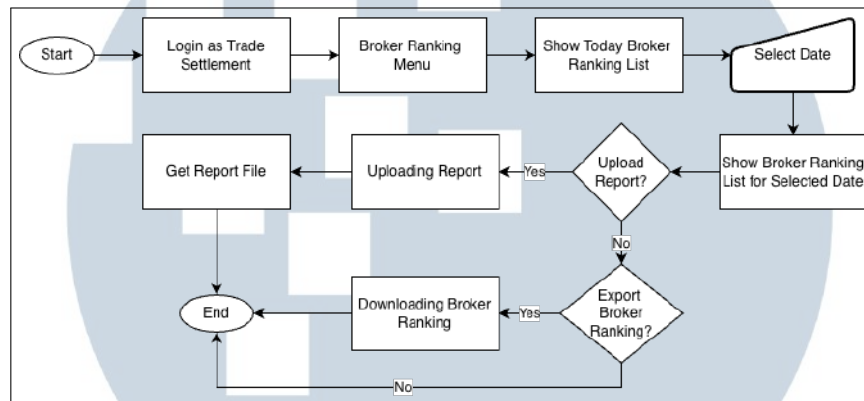 Start
Login as Trade
Settlement
Broker Ranking
Menu
Show Today Broker
Ranking List
Select Date
Show Broker Ranking
List for Selected Date
Upload
Report?
Yes
Uploading Report
Get Report File
No
Export
Broker
Ranking?
Yes
Downloading Broker
Ranking
End
No